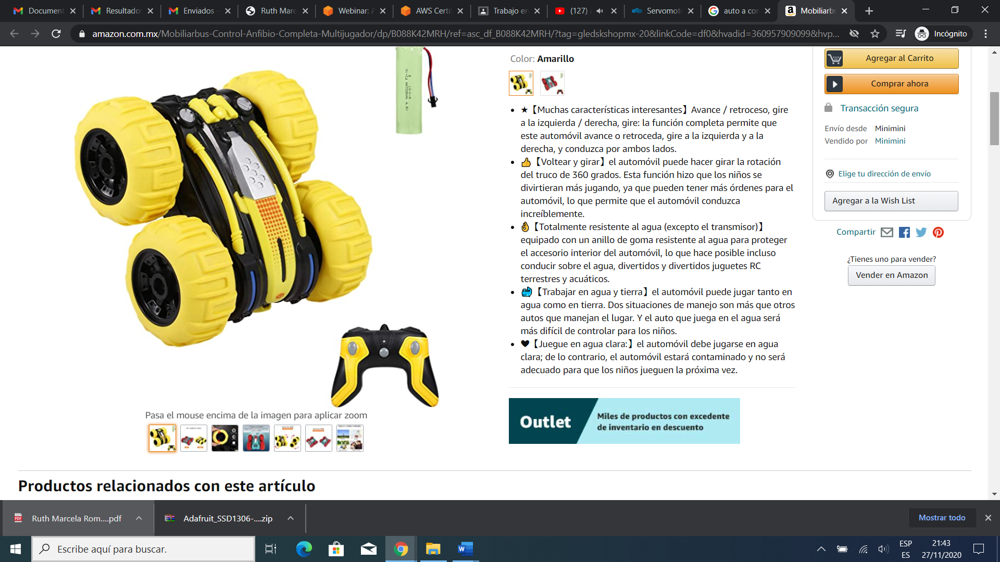 Document
Resultado
Enviados -
Ruth Marc
Webinar: A
AWS Certi
Trabajo en
(127)
Servomoto
auto a con
Mobiliarbu
amazon.com.mx/Mobiliarbus-Control-Anfibio-Completa-Multijugador/dp/B088K42MRH/ref=asc_df_B088K42MRH/?tag=gledskshopmx-20&linkCode=df0&hvadid=360957909099&hvp...
Incógnito
Color: Amarillo
★【Muchas características interesantes】Avance / retroceso, gire
a la izquierda / derecha, gire: la función completa permite que
este automóvil avance o retroceda, gire a la izquierda y a la
derecha, y conduzca por ambos lados.
👍【Voltear y girar】el automóvil puede hacer girar la rotación
del truco de 360 grados. Esta función hizo que los niños se
divirtieran más jugando, ya que pueden tener más órdenes para el
automóvil, lo que permite que el automóvil conduzca
increíblemente.
👌【Totalmente resistente al agua (excepto el transmisor)】
equipado con un anillo de goma resistente al agua para proteger
el accesorio interior del automóvil, lo que hace posible incluso
conducir sobre el agua, divertidos y divertidos juguetes RC
terrestres y acuáticos.
【Trabajar en agua y tierra】el automóvil puede jugar tanto en
agua como en tierra. Dos situaciones de manejo son más que otros
autos que manejan el lugar. Y el auto que juega en el agua será
más difícil de controlar para los niños.
♥【Juegue en agua clara:】el automóvil debe jugarse en agua
clara; de lo contrario, el automóvil estará contaminado y no será
adecuado para que los niños jueguen la próxima vez.
Agregar al Carrito
Comprar ahora
Transacción segura
Envío desde Minimini
Vendido por Minimini
Elige tu dirección de envío
Agregar a la Wish List
Compartir
¿Tienes uno para vender?
Vender en Amazon
Pasa el mouse encima de la imagen para aplicar zoom
Outlet
Miles de productos con excedente
de inventario en descuento
Productos relacionados con este artículo
Ruth Marcela Rom....pdf
Adafruit_SSD1306-....zip
Mostrar todo
Escribe aquí para buscar.
ESP
ES
21:43
27/11/2020